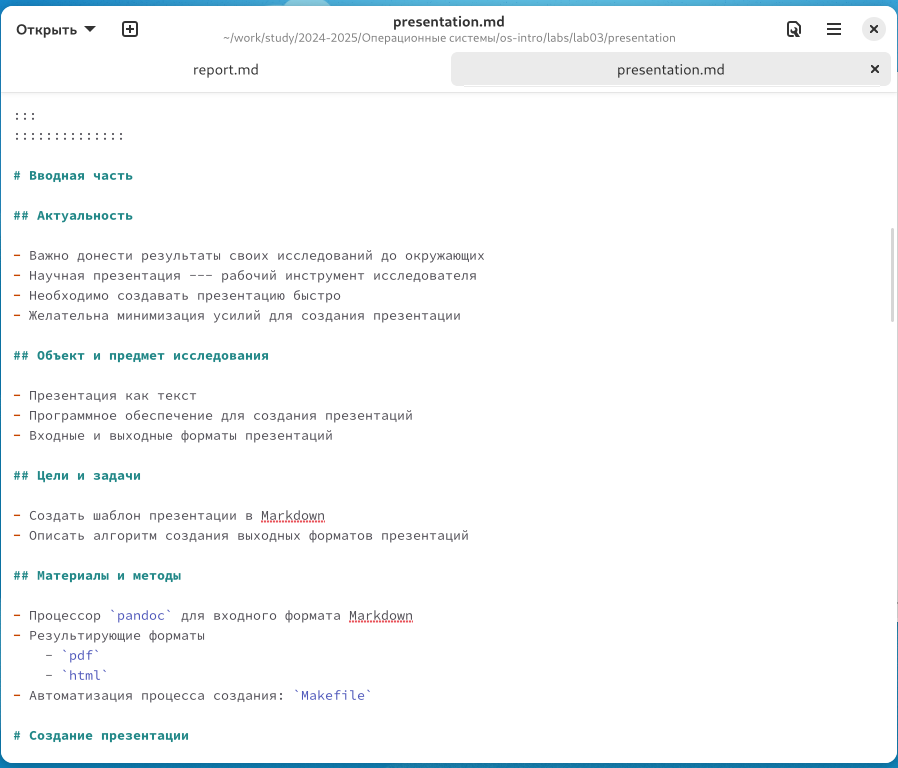 Открыть
presentation.md
~/work/study/2024-2025/Операционные системы/os-intro/labs/lab03/presentation
report.md
presentation.md
:::
::::::::::::::
# Вводная часть
## Актуальность
- Важно донести результаты своих исследований до окружающих
- Научная презентация --- рабочий инструмент исследователя
- Необходимо создавать презентацию быстро
- Желательна минимизация усилий для создания презентации
## Объект и предмет исследования
- Презентация как текст
- Программное обеспечение для создания презентаций
- Входные и выходные форматы презентаций
## Цели и задачи
- Создать шаблон презентации в Markdown
- Описать алгоритм создания выходных форматов презентаций
## Материалы и методы
- Процессор `pandoc` для входного формата Markdown
- Результирующие форматы
    - `pdf`
    - `html`
- Автоматизация процесса создания: `Makefile`
# Создание презентации